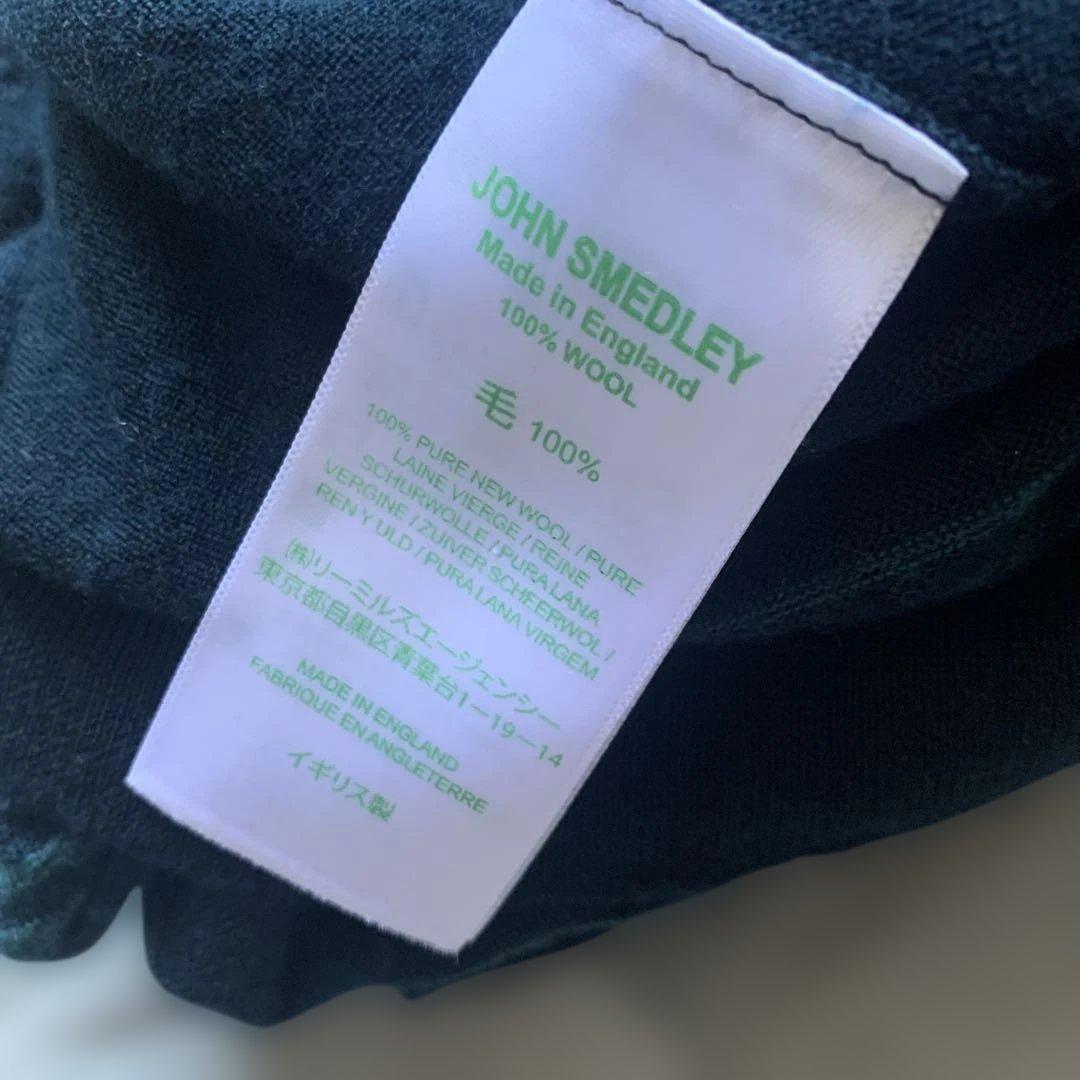 JOHN SMEDLEY
Made in England
100% WOOL
毛 100%
100% PURE NEW WOOL / PURE
LAINE VIERGE / REINE
SCHURWOLLE / PURA LANA
VERGINE / ZUIVER SCHEERWOL /
REN Y ULD / PURA LANA VIRGEM
㈱リーミルズエージェンシー
東京都目黒区青葉台1-19-14
MADE IN ENGLAND
FABRIQUE EN ANGLETERRE
イギリス製